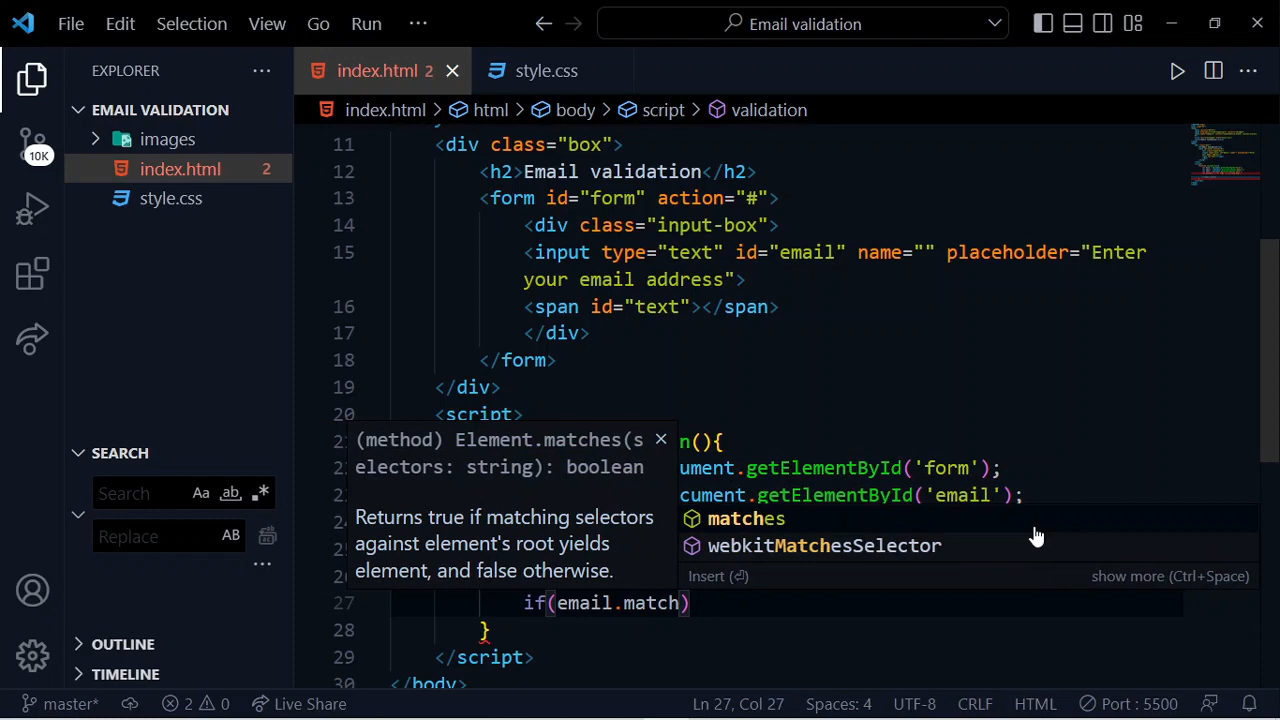 File Edit Selection View Go Run ··· Email validation
EXPLORER ···
EMAIL VALIDATION
images
index.html 2
style.css
10K
SEARCH
Search Aa ab .*
Replace AB
···
OUTLINE
TIMELINE
index.html 2 style.css ···
index.html > html > body > script > validation
11 <div class="box">
12 <h2>Email validation</h2>
13 <form id="form" action="#">
14 <div class="input-box">
15 <input type="text" id="email" name="" placeholder="Enter
your email address">
16 <span id="text"></span>
17 </div>
18 </form>
19 </div>
20 <script>
n(){
(method) Element.matches(s
electors: string): boolean
Returns true if matching selectors
against element's root yields
element, and false otherwise.
ument.getElementById('form');
cument.getElementById('email');
matches
webkitMatchesSelector
Insert (⏎) show more (Ctrl+Space)
27 if(email.match)
28 }
29 </script>
30 </body>
master* 2 0 Live Share Ln 27, Col 27 Spaces: 4 UTF-8 CRLF HTML Port : 5500